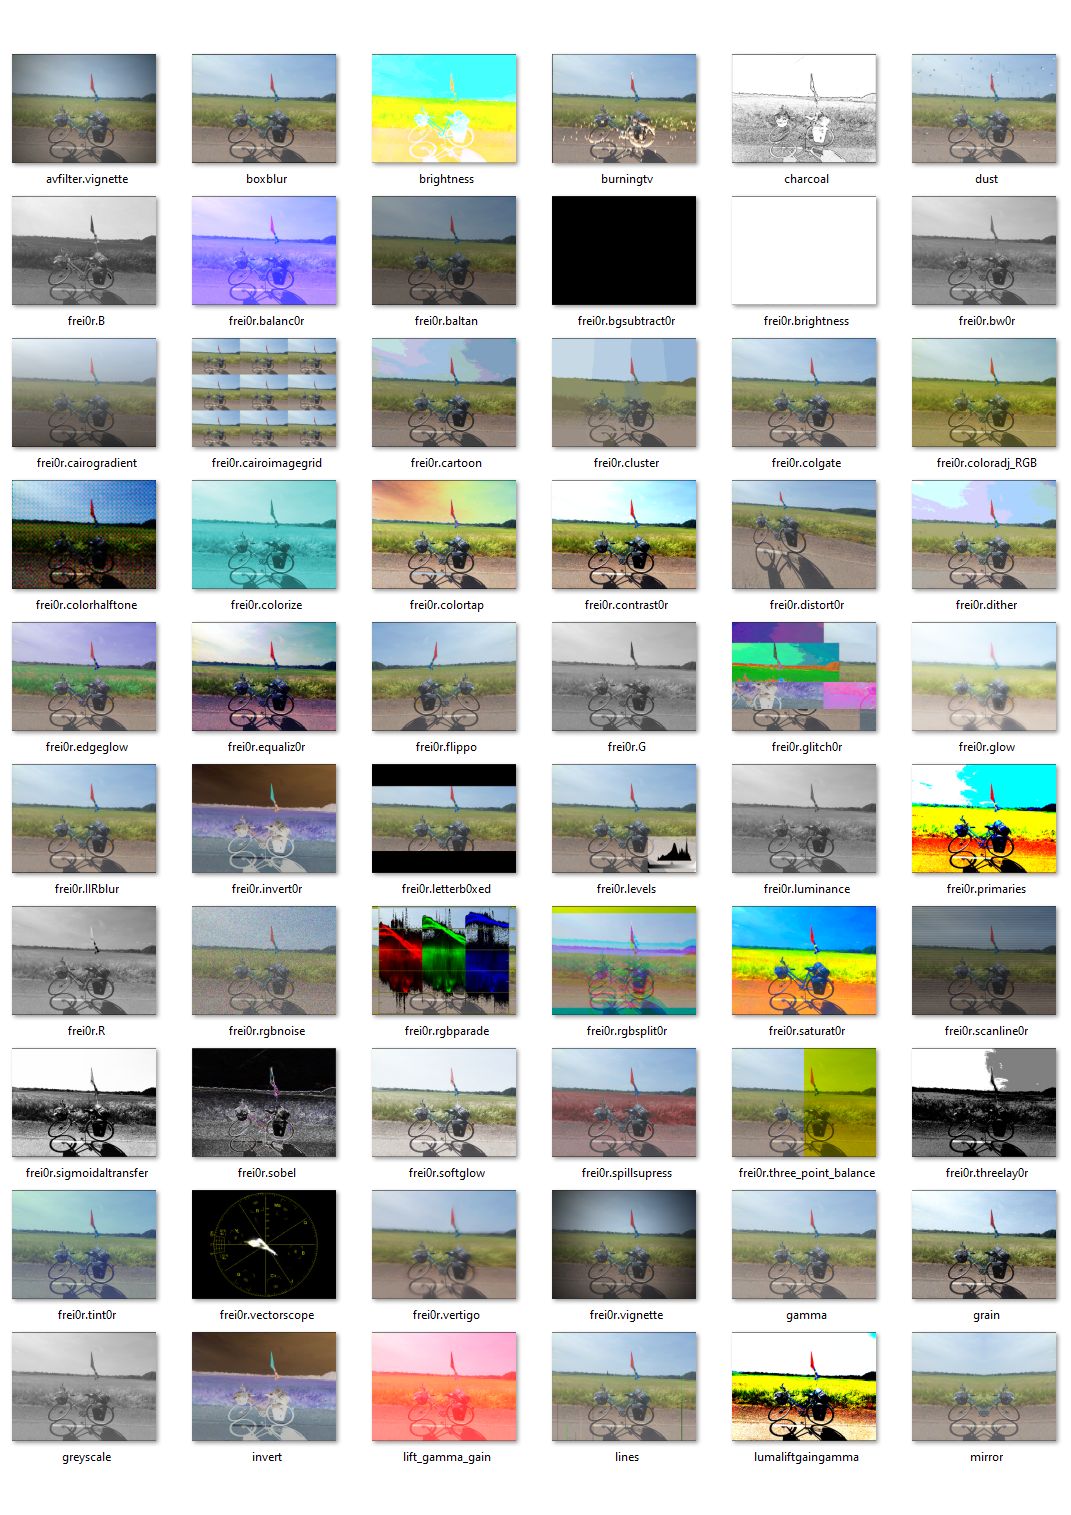 avfilter.vignette
boxblur
brightness
burningtv
charcoal
dust
frei0r.B
frei0r.balanc0r
frei0r.baltan
frei0r.bgsubtract0r
frei0r.brightness
frei0r.bw0r
frei0r.cairogradient
frei0r.cairoimagegrid
frei0r.cartoon
frei0r.cluster
frei0r.colgate
frei0r.coloradj_RGB
frei0r.colorhalftone
frei0r.colorize
frei0r.colortap
frei0r.contrast0r
frei0r.distort0r
frei0r.dither
frei0r.edgeglow
frei0r.equaliz0r
frei0r.flippo
frei0r.G
frei0r.glitch0r
frei0r.glow
frei0r.IIRblur
frei0r.invert0r
frei0r.letterb0xed
frei0r.levels
frei0r.luminance
frei0r.primaries
frei0r.R
frei0r.rgbnoise
frei0r.rgbparade
frei0r.rgbsplit0r
frei0r.saturat0r
frei0r.scanline0r
frei0r.sigmoidaltransfer
frei0r.sobel
frei0r.softglow
frei0r.spillsupress
frei0r.three_point_balance
frei0r.threelay0r
frei0r.tint0r
frei0r.vectorscope
frei0r.vertigo
frei0r.vignette
gamma
grain
greyscale
invert
lift_gamma_gain
lines
lumaliftgaingamma
mirror